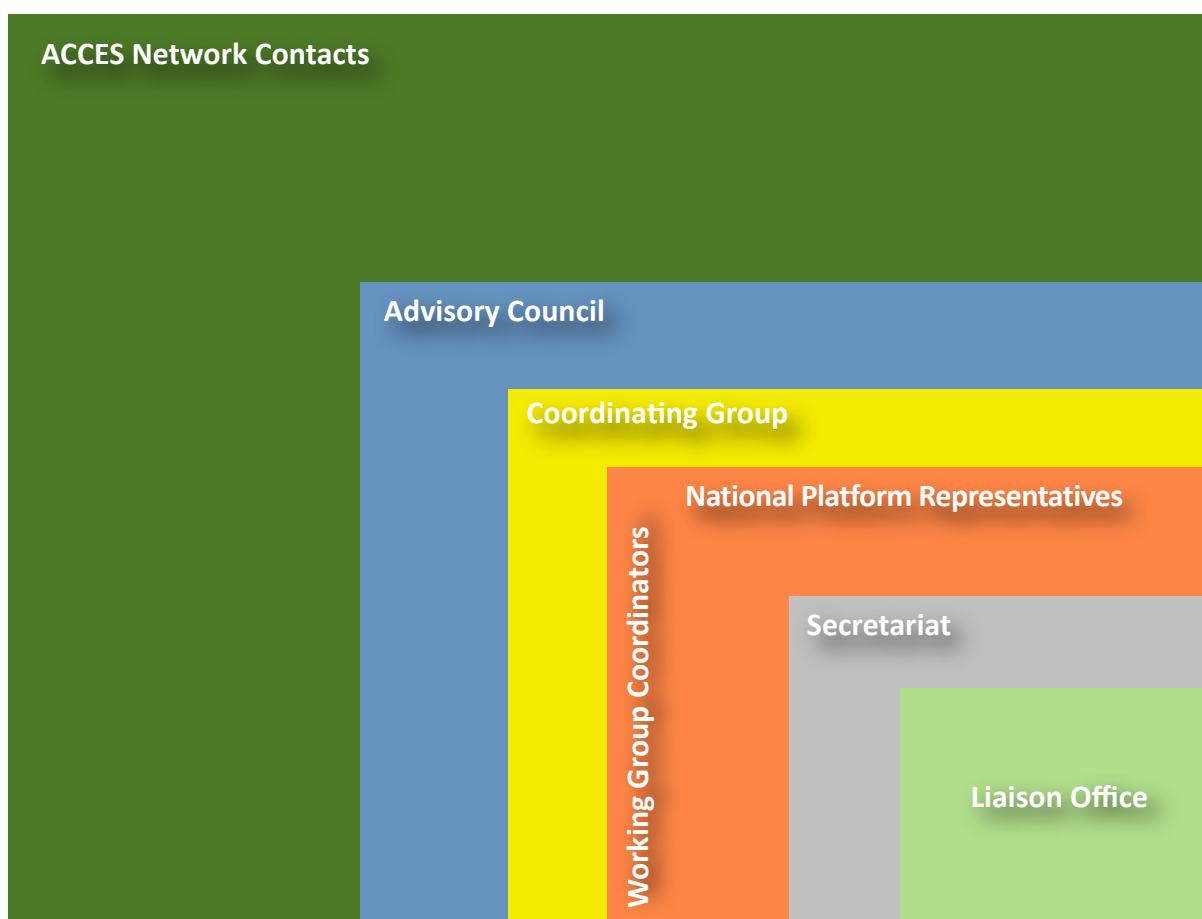 ACCES Network Contacts
Advisory Council
Coordinating Group
National Platform Representatives
Working Group Coordinators
Secretariat
Liaison Office